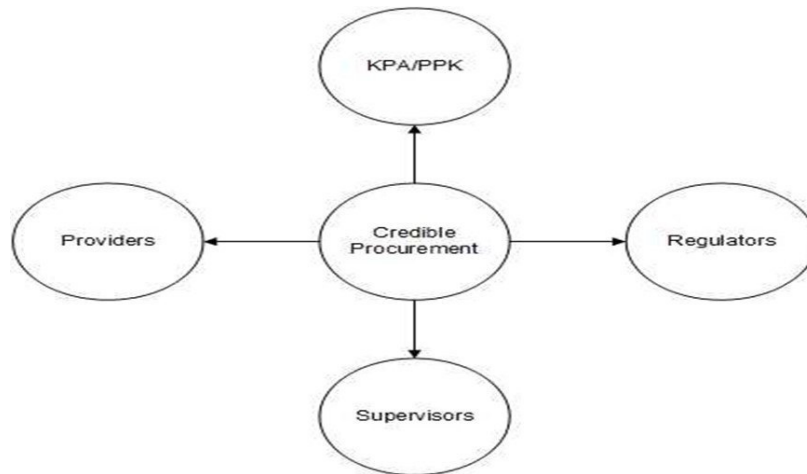 KPA/PPK
Providers
Credible
Procurement
Regulators
Supervisors